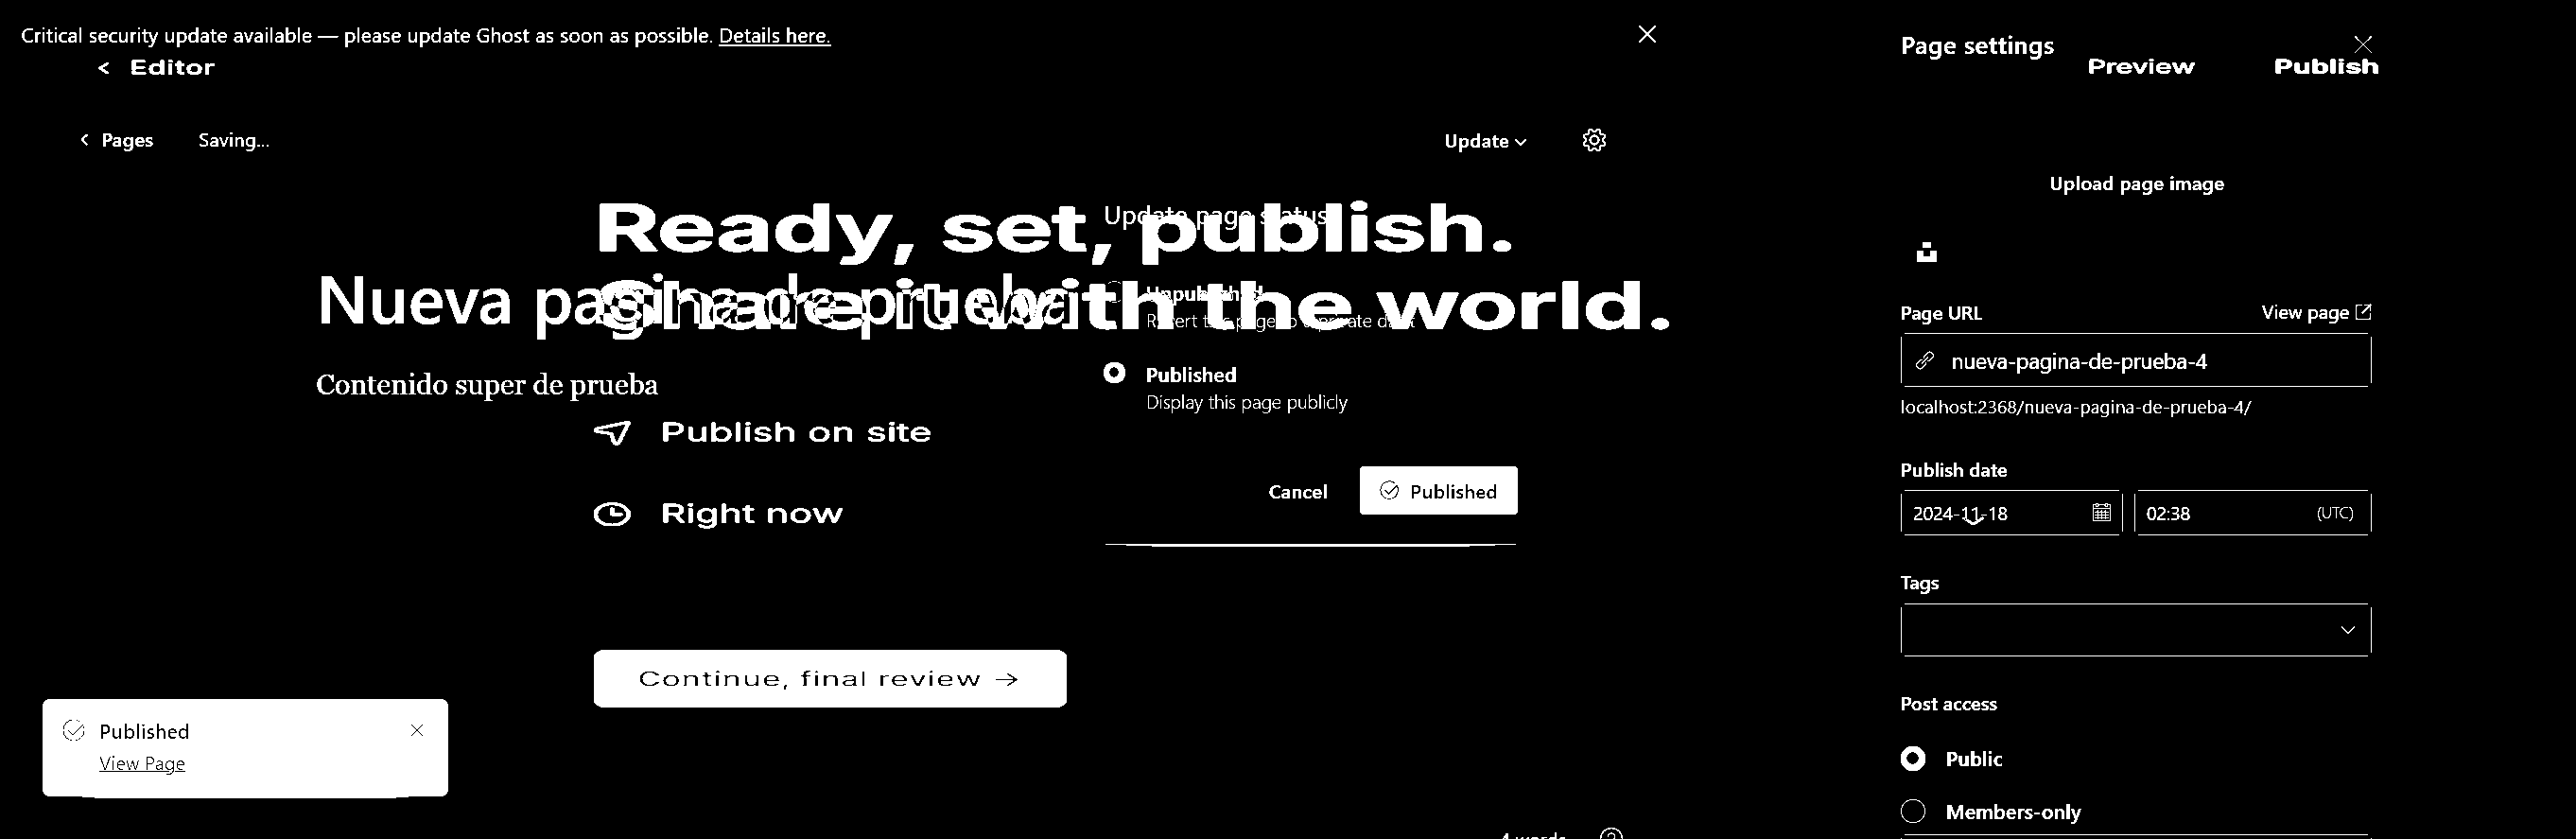 Critical security update available — please update Ghost as soon as possible. Details here.
< Editor
Page settings
Preview
Publish
Pages
Saving...
Update
Upload page image
Update page status
Ready, set, publish.
Nueva pagina de prueba
Share it with the world.
Unpublished
Revert this page to a private draft
Page URL
View page
nueva-pagina-de-prueba-4
localhost:2368/nueva-pagina-de-prueba-4/
Contenido super de prueba
Published
Display this page publicly
Publish on site
Publish date
Cancel
Published
Right now
2024-11-18
02:38
(UTC)
Tags
Continue, final review →
Post access
Published
View Page
Public
Members-only
4 words